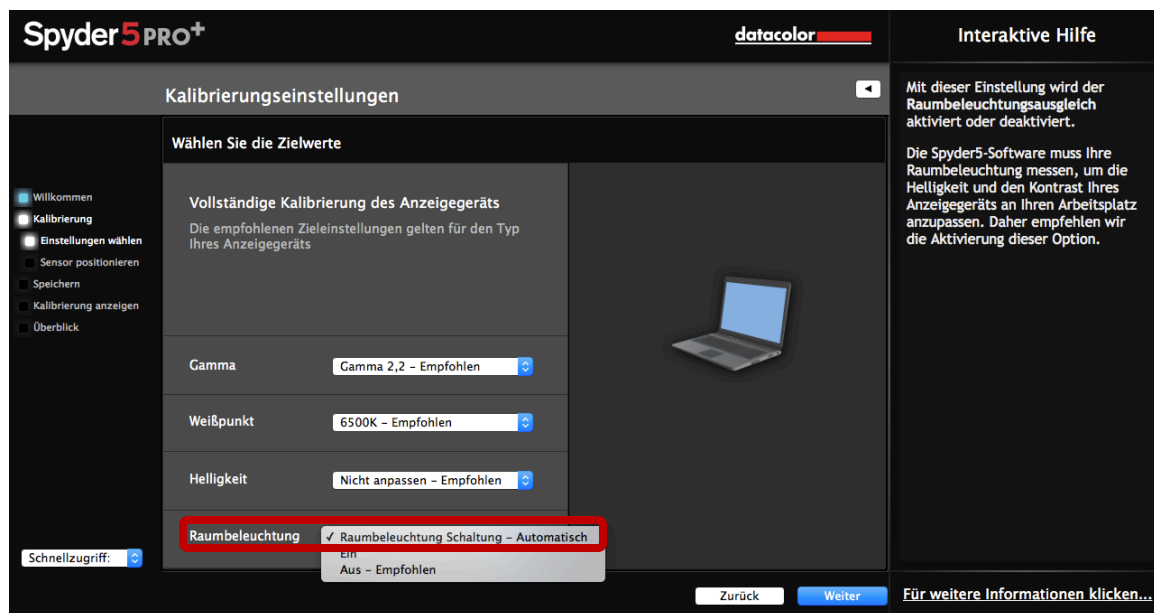 Spyder5PRO+
datacolor
Interaktive Hilfe
Kalibrierungseinstellungen
Wählen Sie die Zielwerte
Willkommen
Kalibrierung
Einstellungen wählen
Sensor positionieren
Speichern
Kalibrierung anzeigen
Überblick
Schnellzugriff:
Vollständige Kalibrierung des Anzeigegeräts
Die empfohlenen Zieleinstellungen gelten für den Typ
Ihres Anzeigegeräts
Gamma Gamma 2,2 – Empfohlen
Weißpunkt 6500K – Empfohlen
Helligkeit Nicht anpassen – Empfohlen
Raumbeleuchtung ✓ Raumbeleuchtung Schaltung – Automatisch
Ein
Aus – Empfohlen
Zurück
Weiter
Mit dieser Einstellung wird der
Raumbeleuchtungsausgleich
aktiviert oder deaktiviert.
Die Spyder5-Software muss Ihre
Raumbeleuchtung messen, um die
Helligkeit und den Kontrast Ihres
Anzeigegeräts an Ihren Arbeitsplatz
anzupassen. Daher empfehlen wir
die Aktivierung dieser Option.
Für weitere Informationen klicken...